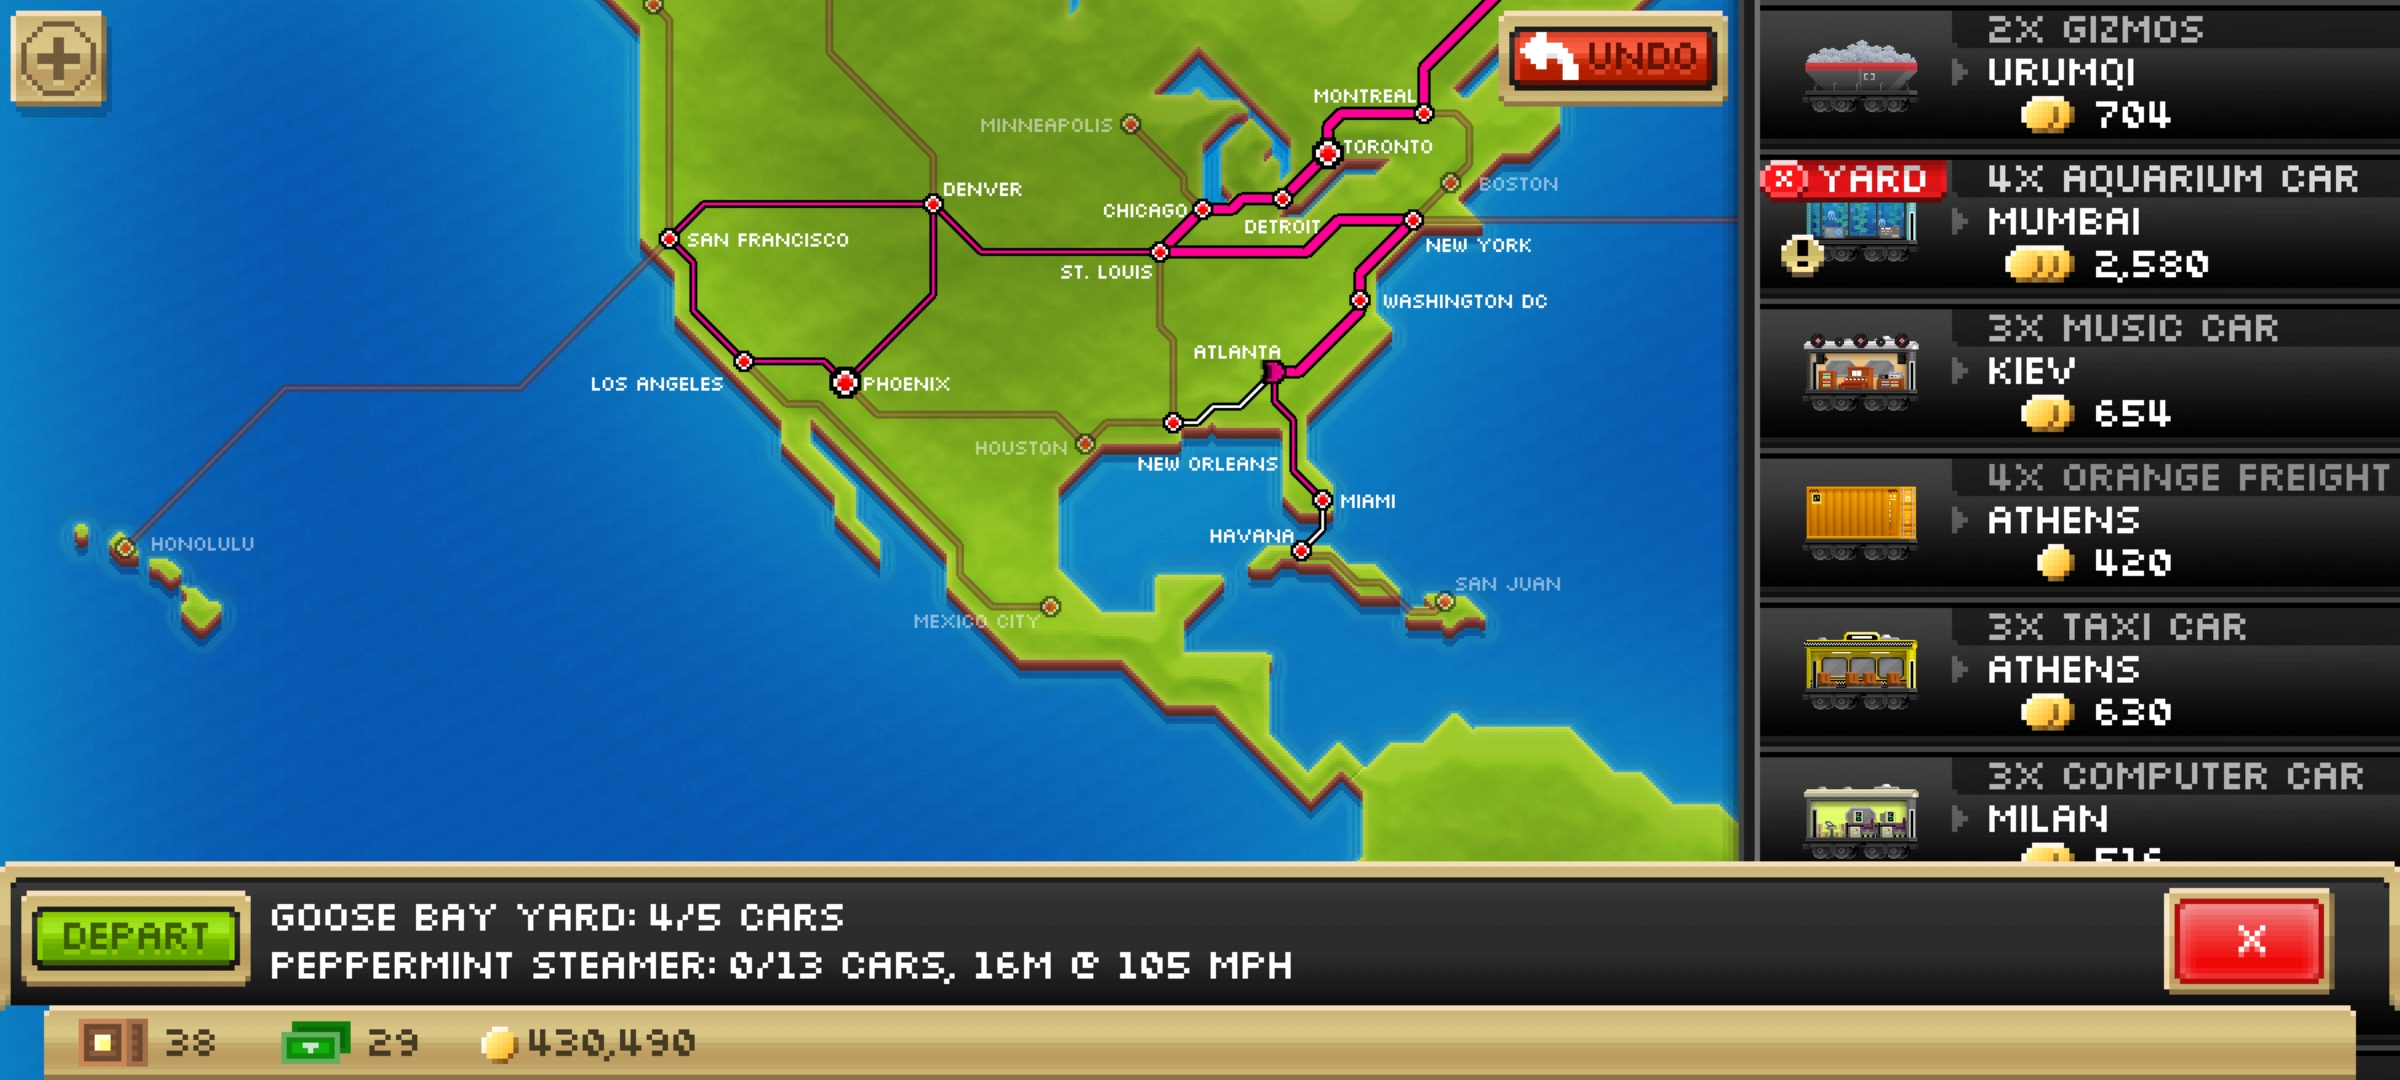 UNDO
MONTREAL
MINNEAPOLIS
TORONTO
BOSTON
DENVER
CHICAGO
DETROIT
SAN FRANCISCO
NEW YORK
ST. LOUIS
WASHINGTON DC
ATLANTA
LOS ANGELES
PHOENIX
HOUSTON
NEW ORLEANS
MIAMI
HAVANA
HONOLULU
SAN JUAN
MEXICO CITY
2X GIZMOS
URUMQI
704
YARD
4X AQUARIUM CAR
MUMBAI
2,580
3X MUSIC CAR
KIEV
654
4X ORANGE FREIGHT
ATHENS
420
3X TAXI CAR
ATHENS
630
3X COMPUTER CAR
MILAN
DEPART
GOOSE BAY YARD: 4/5 CARS
PEPPERMINT STEAMER: 0/13 CARS, 16M @ 105 MPH
X
38
29
430,490